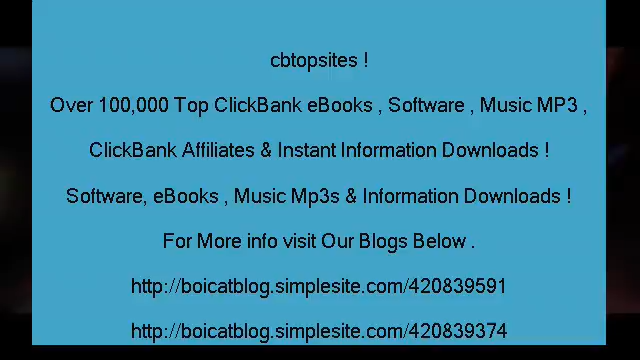 cbtopsites !
Over 100,000 Top ClickBank eBooks , Software , Music MP3 ,
ClickBank Affiliates & Instant Information Downloads !
Software, eBooks , Music Mp3s & Information Downloads !
For More info visit Our Blogs Below .
http://boicatblog.simplesite.com/420839591
http://boicatblog.simplesite.com/420839374